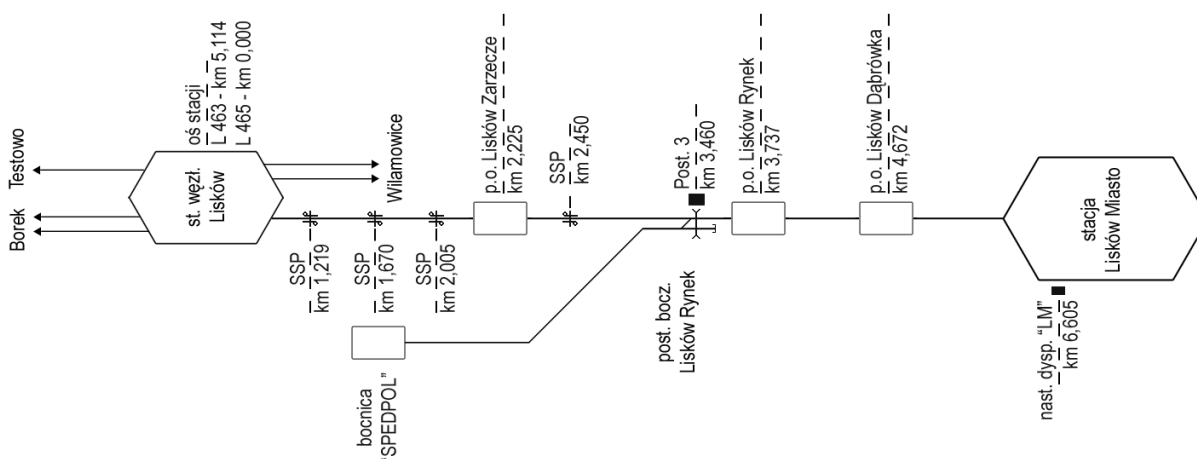 Testowo
Borek
oś stacji
L 463 - km 5,114
L 465 - km 0,000
st. węzł.
Lisków
Wilamowice
SSP
km 1,219
SSP
km 1,670
SSP
km 2,005
p.o. Lisków Zarzecze
km 2,225
SSP
km 2,450
bocnica
"SPEDPOL”
post. bocz.
Lisków Rynek
Post. 3
km 3,460
p.o. Lisków Rynek
km 3,737
p.o. Lisków Dąbrówka
km 4,672
stacja
Lisków Miasto
nast. dysp. "LM”
km 6,605